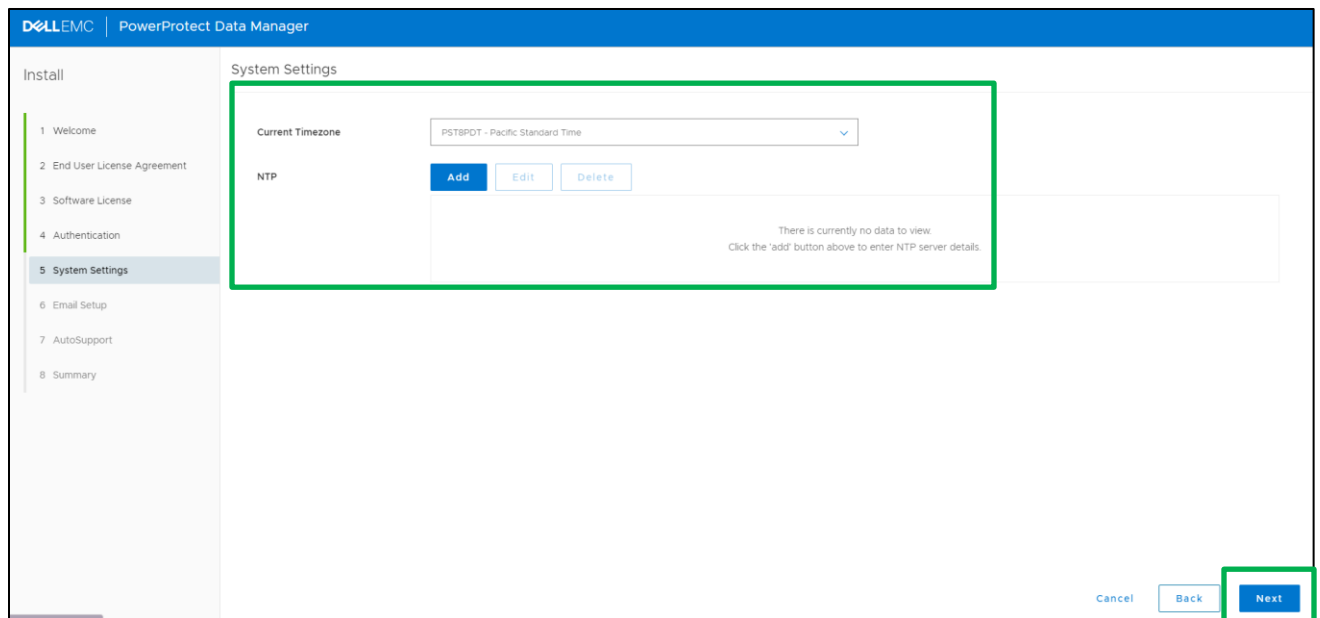 DELLEMC PowerProtect Data Manager
Install
1 Welcome
2 End User License Agreement
3 Software License
4 Authentication
5 System Settings
6 Email Setup
7 AutoSupport
8 Summary
System Settings
Current Timezone
PST8PDT - Pacific Standard Time
NTP
Add Edit Delete
There is currently no data to view.
Click the 'add' button above to enter NTP server details.
Cancel Back Next